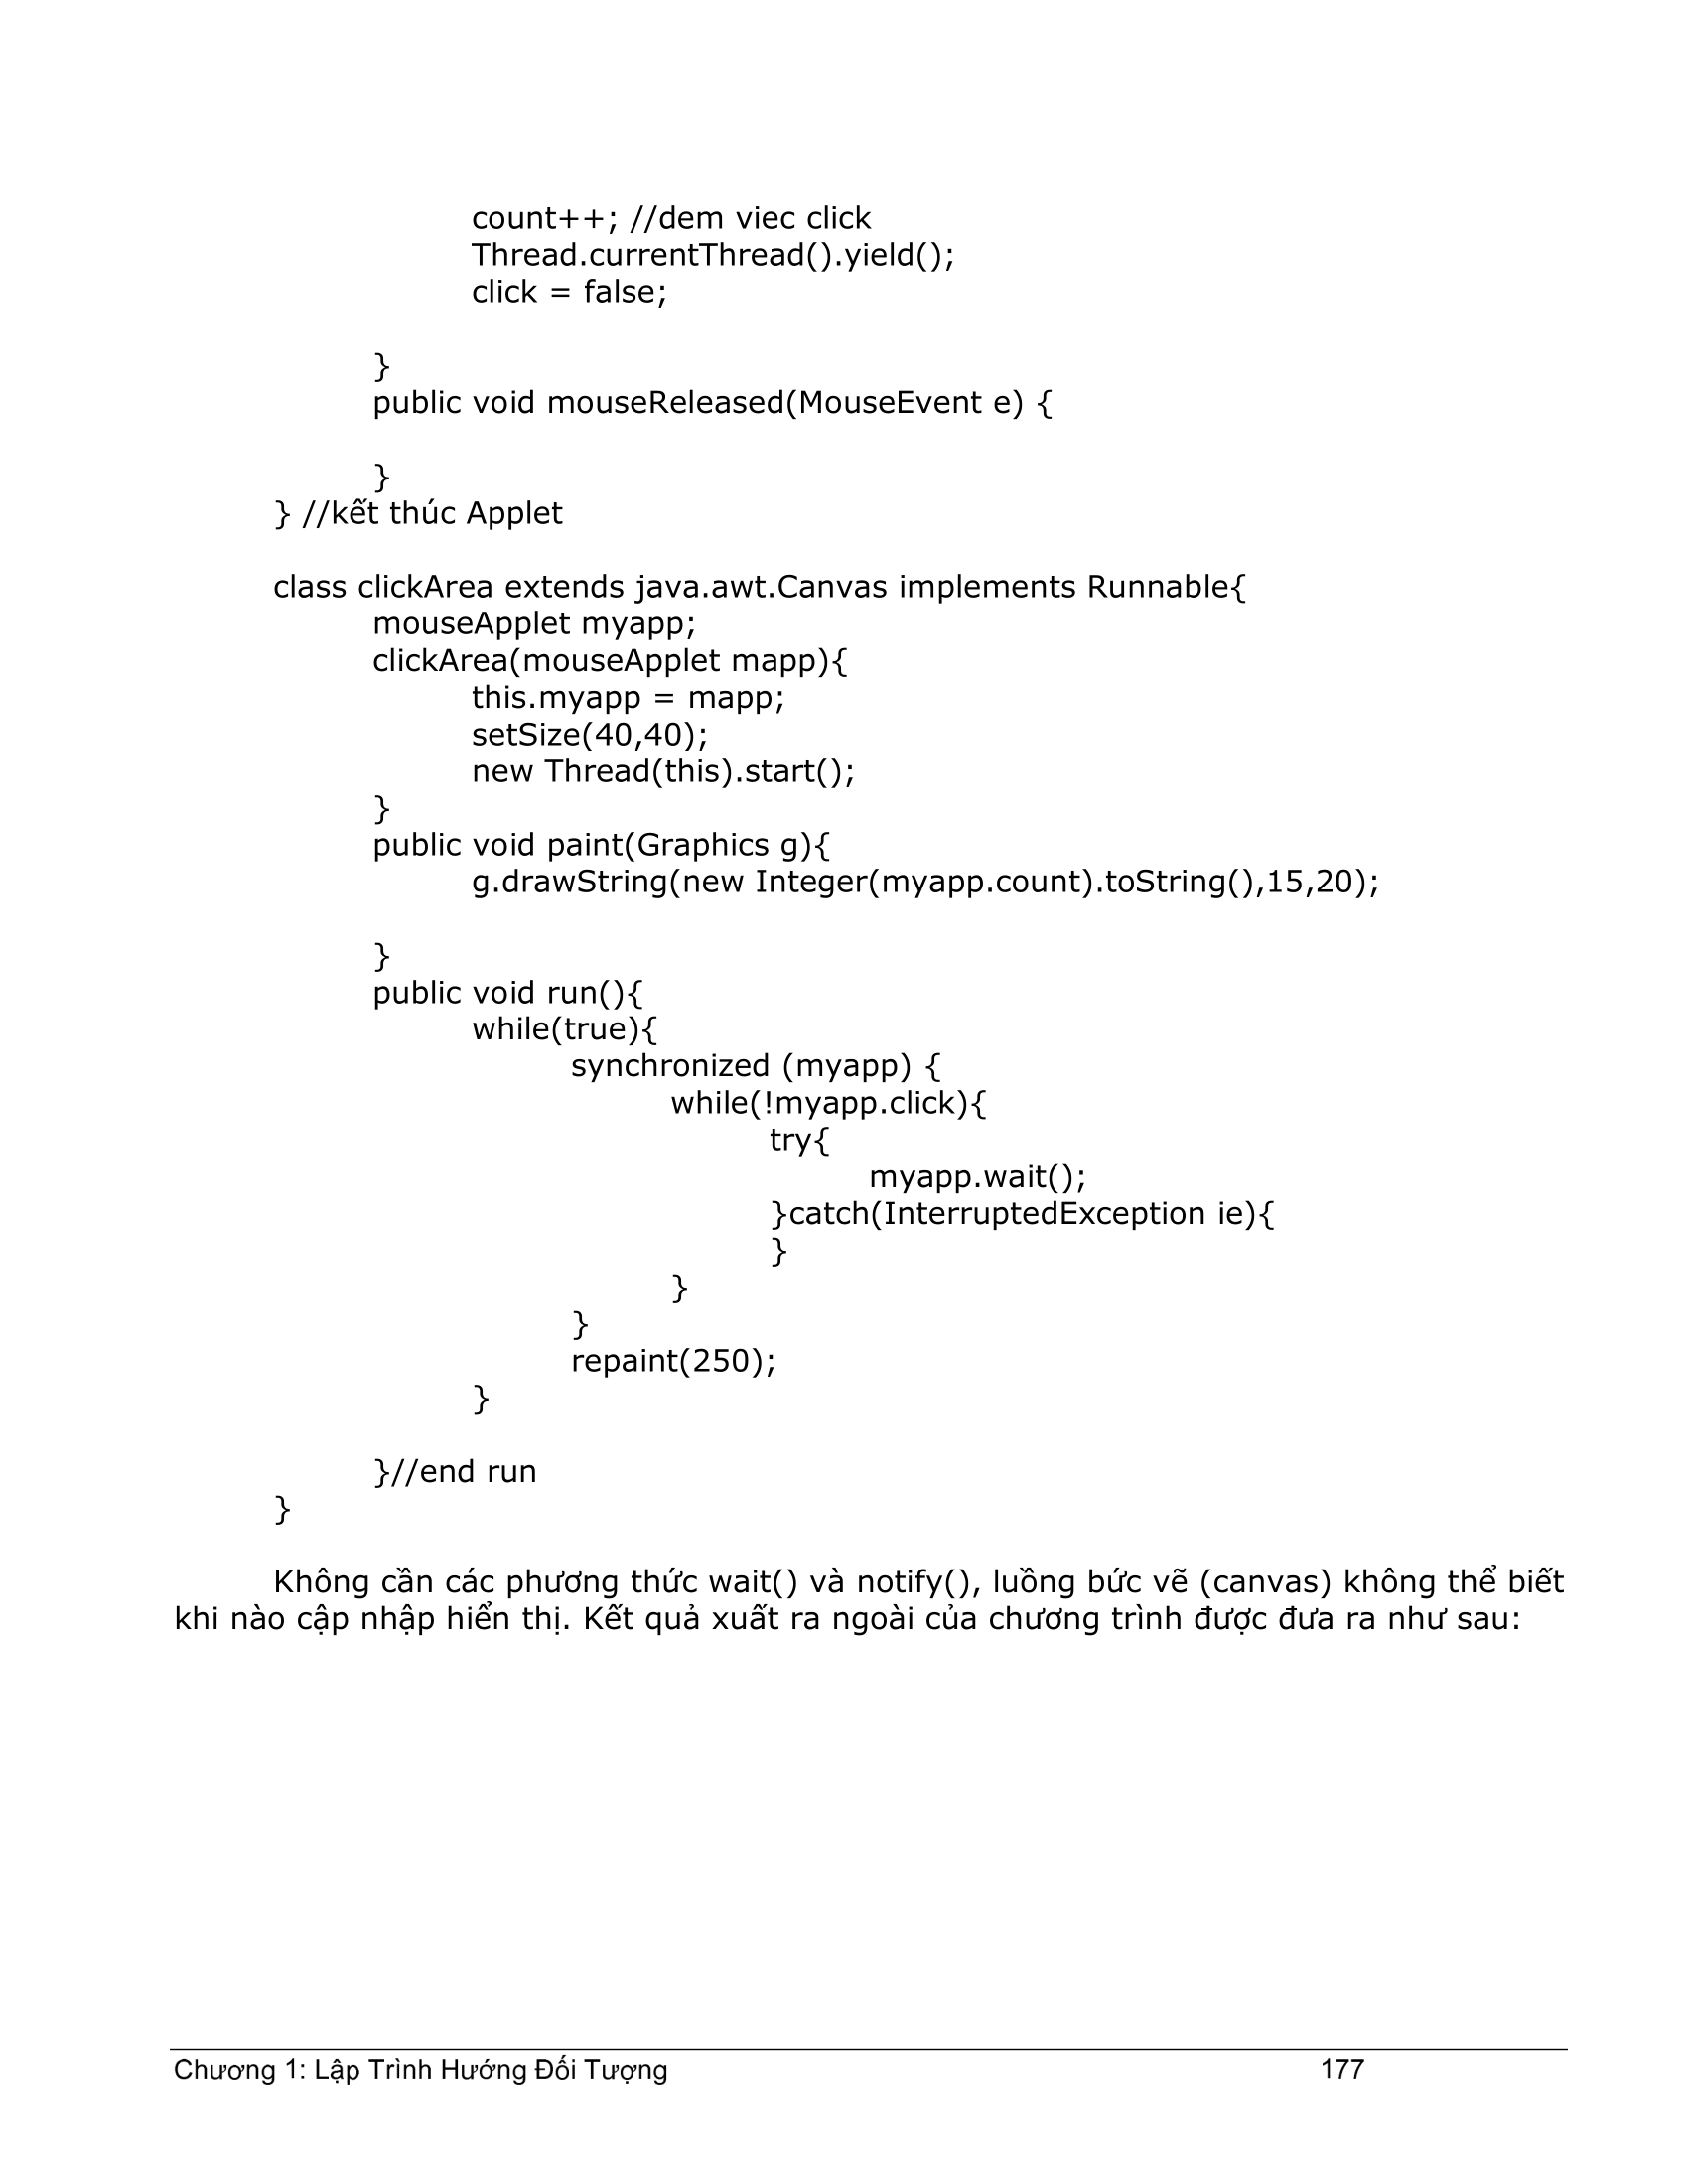 count++; //dem viec click
Thread.currentThread().yield();
click = false;
}
public void mouseReleased(MouseEvent e) {
}
} //kết thúc Applet
class clickArea extends java.awt.Canvas implements Runnable{
mouseApplet myapp;
clickArea(mouseApplet mapp){
this.myapp = mapp;
setSize(40,40);
new Thread(this).start();
}
public void paint(Graphics g){
g.drawString(new Integer(myapp.count).toString(),15,20);
}
public void run(){
while(true){
synchronized (myapp) {
while(!myapp.click){
try{
myapp.wait();
}catch(InterruptedException ie){
}
}
}
repaint(250);
}
}//end run
}
Không cần các phương thức wait() và notify(), luồng bức vẽ (canvas) không thể biết
khi nào cập nhập hiển thị. Kết quả xuất ra ngoài của chương trình được đưa ra như sau:
Chương 1: Lập Trình Hướng Đối Tượng 177